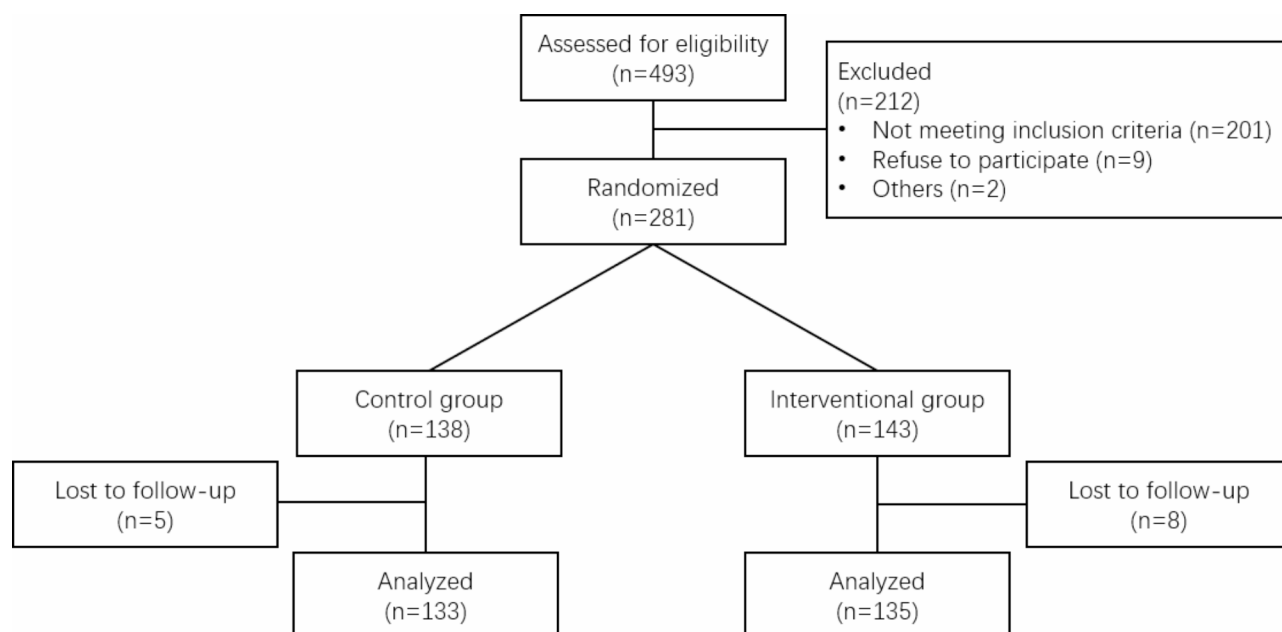 Assessed for eligibility
(n=493)
Excluded
(n=212)
• Not meeting inclusion criteria (n=201)
• Refuse to participate (n=9)
• Others (n=2)
Randomized
(n=281)
Control group
(n=138)
Interventional group
(n=143)
Lost to follow-up
(n=5)
Lost to follow-up
(n=8)
Analyzed
(n=133)
Analyzed
(n=135)